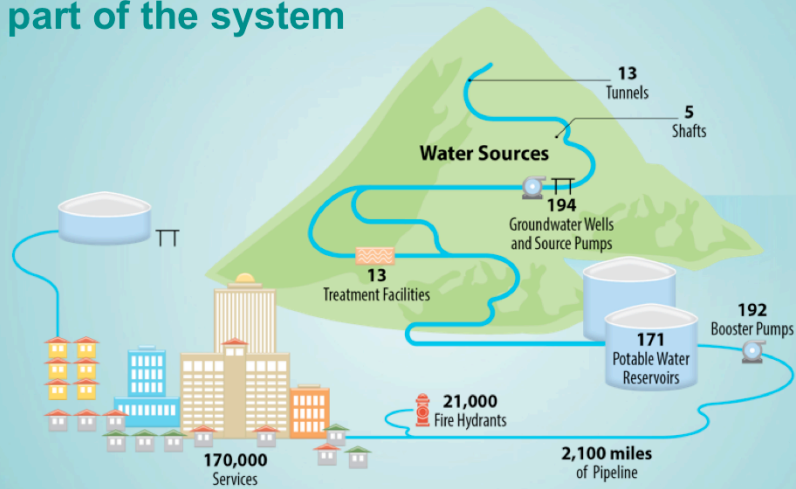 part of the system
13
Tunnels
5
Shafts
Water Sources
194
Groundwater Wells
and Source Pumps
13
Treatment Facilities
192
Booster Pumps
171
Potable Water
Reservoirs
21,000
Fire Hydrants
2,100 miles
of Pipeline
170,000
Services